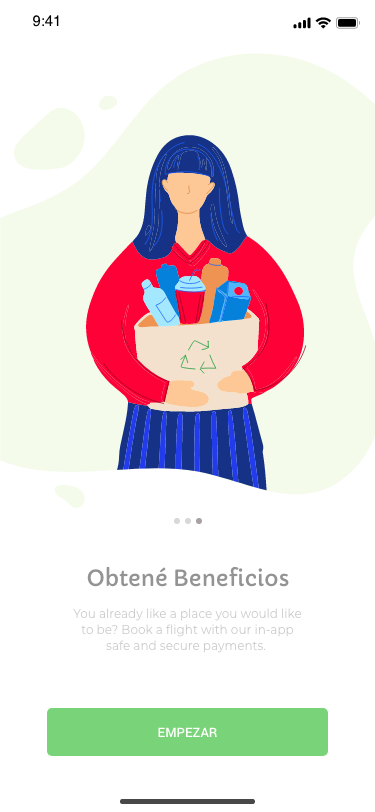 9:41
Obtené Beneficios
You already like a place you would like
to be? Book a flight with our in-app
safe and secure payments.
EMPEZAR